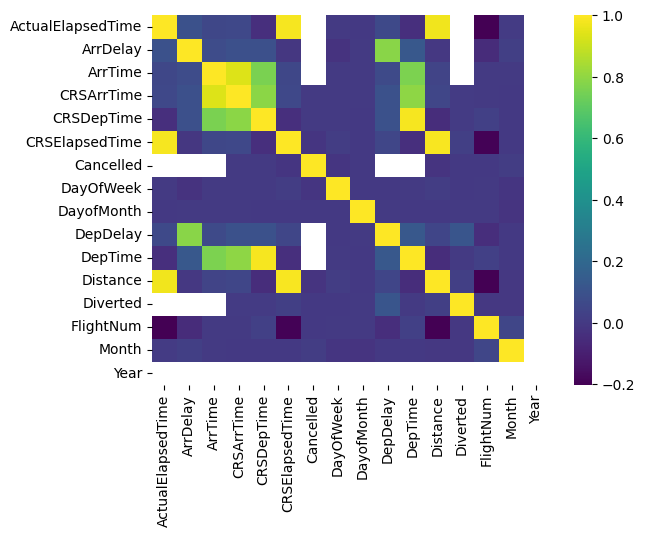 ActualElapsedTime
ArrDelay
ArrTime
CRSArrTime
CRSDepTime
CRSElapsedTime
Cancelled
DayOfWeek
DayofMonth
DepDelay
DepTime
Distance
Diverted
FlightNum
Month
Year
ActualElapsedTime
ArrDelay
ArrTime
CRSArrTime
CRSDepTime
CRSElapsedTime
Cancelled
DayOfWeek
DayofMonth
DepDelay
DepTime
Distance
Diverted
FlightNum
Month
Year
1.0
0.8
0.6
0.4
0.2
0.0
−0.2